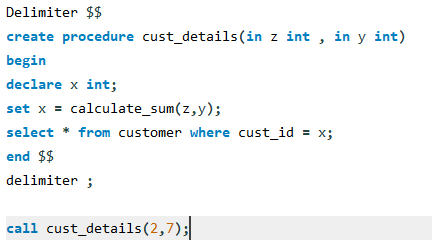 Delimiter $$
create procedure cust_details(in z int , in y int)
begin
declare x int;
set x = calculate_sum(z,y);
select * from customer where cust_id = x;
end $$
delimiter ;
call cust_details(2,7);